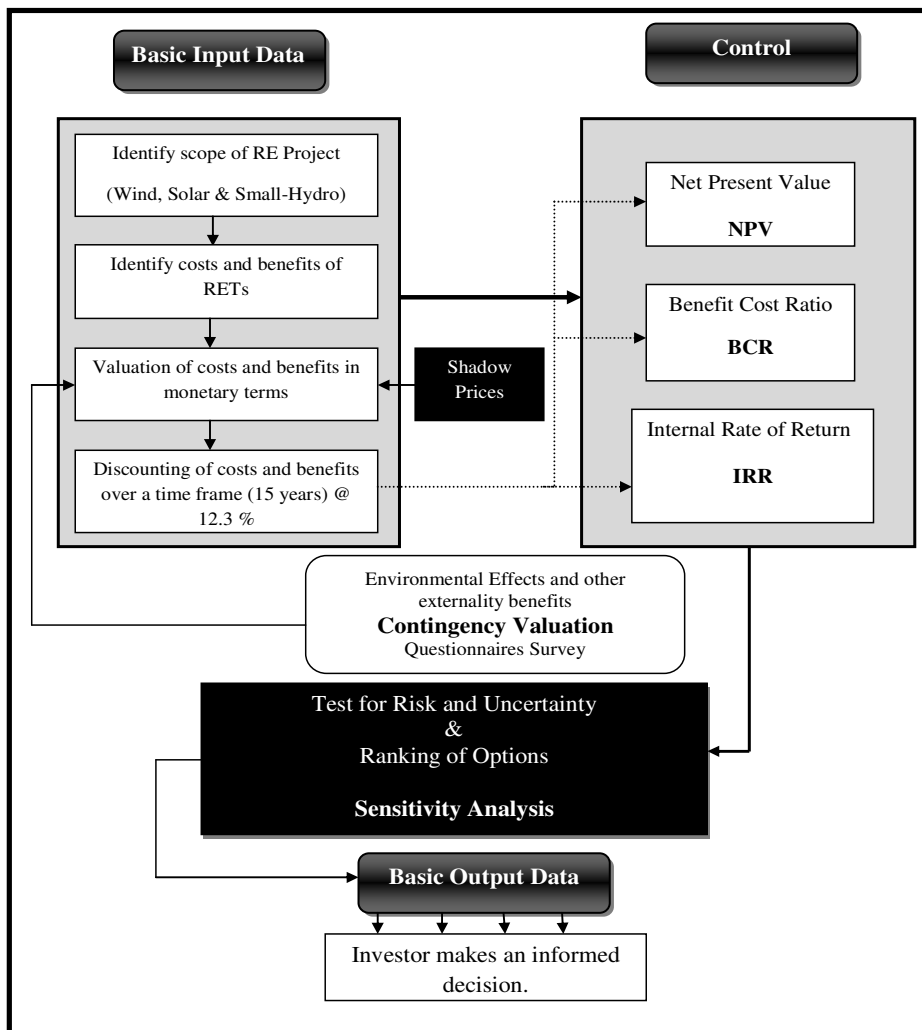 Basic Input Data
Control
Identify scope of RE Project
(Wind, Solar & Small-Hydro)
Identify costs and benefits of
RETs
Valuation of costs and benefits in
monetary terms
Discounting of costs and benefits
over a time frame (15 years) @
12.3 %
Shadow
Prices
Net Present Value
NPV
Benefit Cost Ratio
BCR
Internal Rate of Return
IRR
Environmental Effects and other
externality benefits
Contingency Valuation
Questionnaires Survey
Test for Risk and Uncertainty
&
Ranking of Options
Sensitivity Analysis
Basic Output Data
Investor makes an informed
decision.